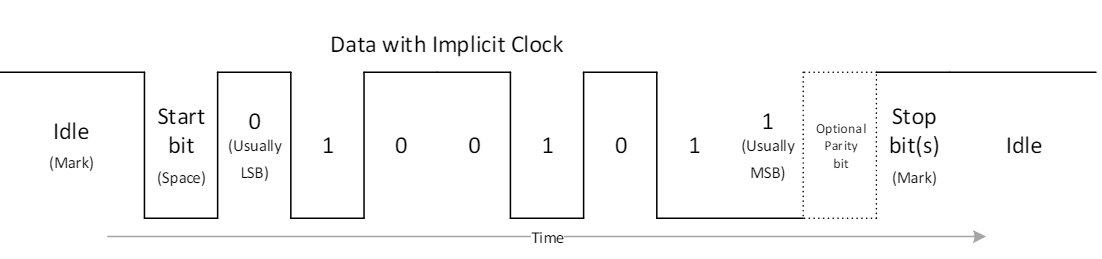 Data with Implicit Clock
Idle
(Mark)
Start
bit
(Space)
0
(Usually
LSB)
1
0
0
1
0
1
1
(Usually
MSB)
Optional
Parity
bit
Stop
bit(s)
(Mark)
Idle
Time